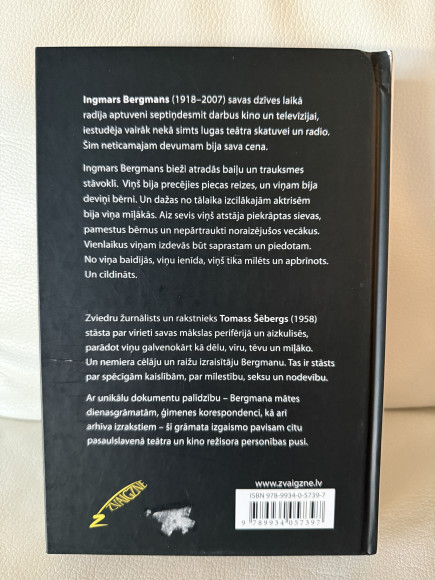 Ingmars Bergmans (1918–2007) savas dzīves laikā
radīja aptuveni septiņdesmit darbus kino un televīzijai,
iestudēja vairāk nekā simts lugas teātra skatuvei un radio.
Šim neticamajam devumam bija sava cena.
Ingmars Bergmans bieži atradās baiļu un trauksmes
stāvoklī. Viņš bija precējies piecas reizes, un viņam bija
deviņi bērni. Un dažas no tālaika izcilākajām aktrisēm
bija viņa mīļākās. Aiz sevis viņš atstāja piekrāptas sievas,
pamestus bērnus un nepārtraukti noraizējušos vecākus.
Vienlaikus viņam izdevās būt saprastam un piedotam.
No viņa baidījās, viņu ienīda, viņš tika mīlēts un apbrīnots.
Un cildināts.
Zviedru žurnālists un rakstnieks Tomass Šēbergs (1958)
stāsta par vīrieti savas mākslas perifērijā un aizkulisēs,
parādot viņu galvenokārt kā dēlu, vīru, tēvu un mīļāko.
Un nemiera cēlāju un raižu izraisītāju Bergmanu. Tas ir stāsts
par spēcīgām kaislībām, par mīlestību, seksu un nodevību.
Ar unikālu dokumentu palīdzību – Bergmana mātes
dienasgrāmatām, ģimenes korespondenci, kā arī
arhīva izrakstiem – šī grāmata izgaismo pavisam citu
pasaulslavenā teātra un kino režisora personības pusi.
www.zvaigzne.lv
ISBN 978-9934-0-5739-7
ZVAIGZNE
9 789934 057397